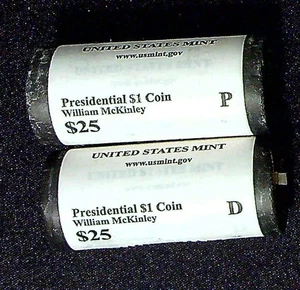 UNITED STATES MINT
www.usmint.gov
Presidential $1 Coin
William McKinley
$25
P
UNITED STATES MINT
www.usmint.gov
Presidential $1 Coin
William McKinley
$25
D